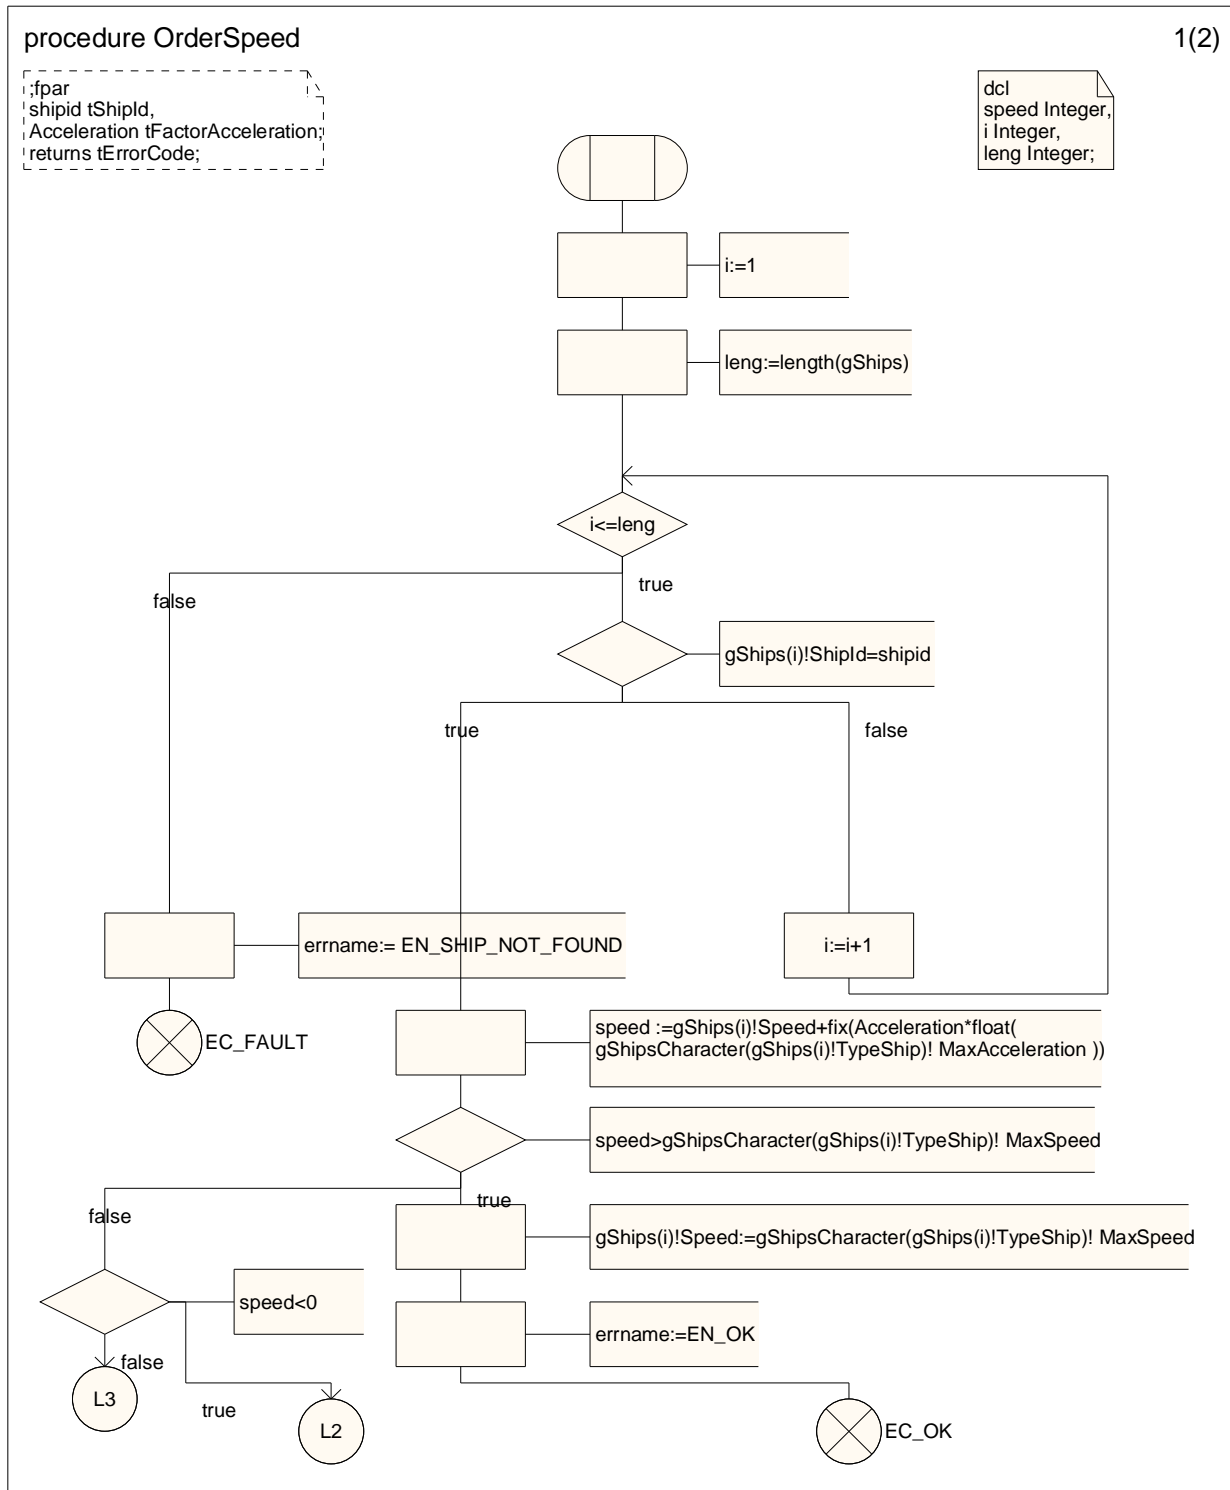 procedure OrderSpeed
1(2)
;fpar
shipid tShipId,
Acceleration tFactorAcceleration;
returns tErrorCode;
dcl
speed Integer,
i Integer,
leng Integer;
i:=1
leng:=length(gShips)
i<=leng
false
true
gShips(i)!ShipId=shipid
true
false
errname:= EN_SHIP_NOT_FOUND
i:=i+1
EC_FAULT
speed :=gShips(i)!Speed+fix(Acceleration*float(
gShipsCharacter(gShips(i)!TypeShip)! MaxAcceleration ))
speed>gShipsCharacter(gShips(i)!TypeShip)! MaxSpeed
false
true
gShips(i)!Speed:=gShipsCharacter(gShips(i)!TypeShip)! MaxSpeed
speed<0
errname:=EN_OK
false
L3
true
L2
EC_OK